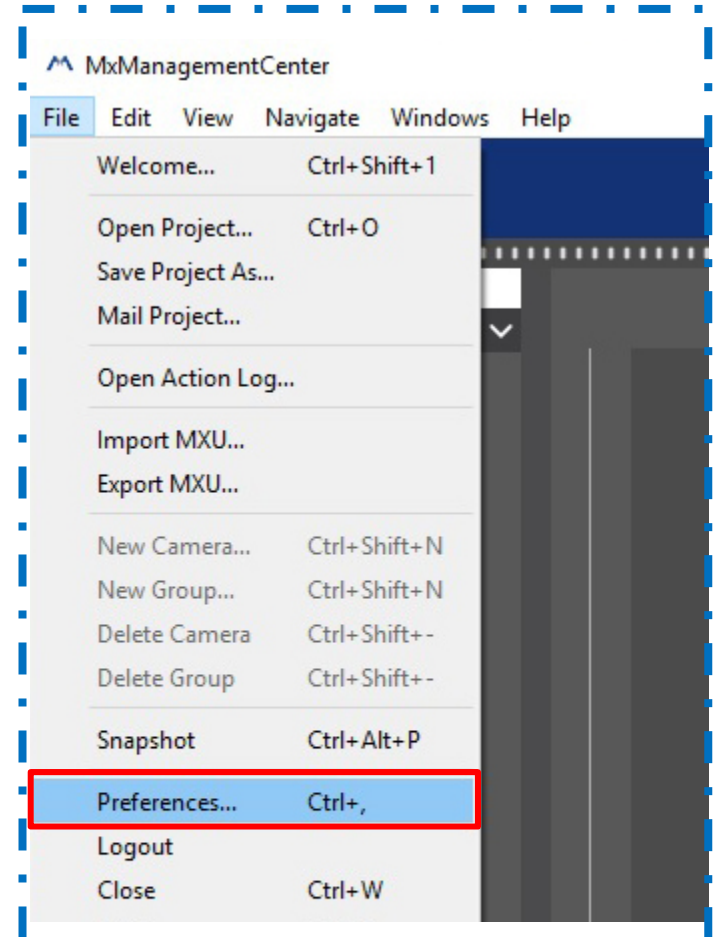 MxManagementCenter
File Edit View Navigate Windows Help
Welcome... Ctrl+Shift+1
Open Project... Ctrl+O
Save Project As...
Mail Project...
Open Action Log...
Import MXU...
Export MXU...
New Camera... Ctrl+Shift+N
New Group... Ctrl+Shift+N
Delete Camera Ctrl+Shift+-
Delete Group Ctrl+Shift+-
Snapshot Ctrl+Alt+P
Preferences... Ctrl+,
Logout
Close Ctrl+W